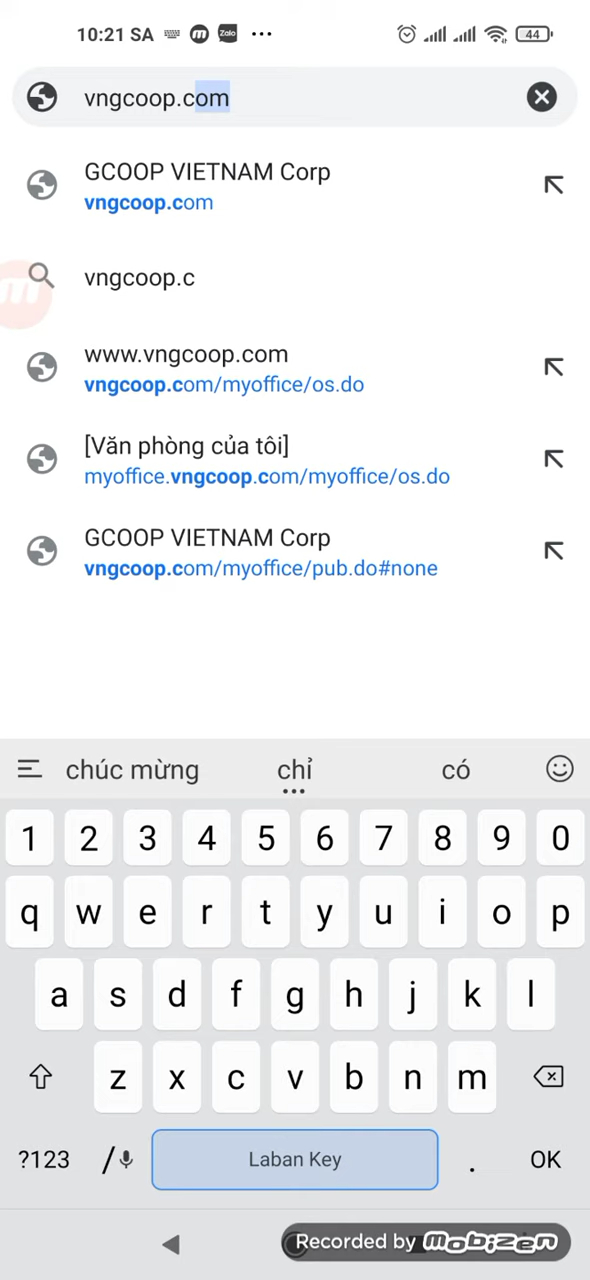 10:21 SA m Zalo ... 44
vngcoop.com
GCOOP VIETNAM Corp
vngcoop.com
vngcoop.c
www.vngcoop.com
vngcoop.com/myoffice/os.do
[Văn phòng của tôi]
myoffice.vngcoop.com/myoffice/os.do
GCOOP VIETNAM Corp
vngcoop.com/myoffice/pub.do#none
chúc mừng chỉ có
1 2 3 4 5 6 7 8 9 0
q w e r t y u i o p
a s d f g h j k l
z x c v b n m
?123 / Laban Key . OK
Recorded by mobizen